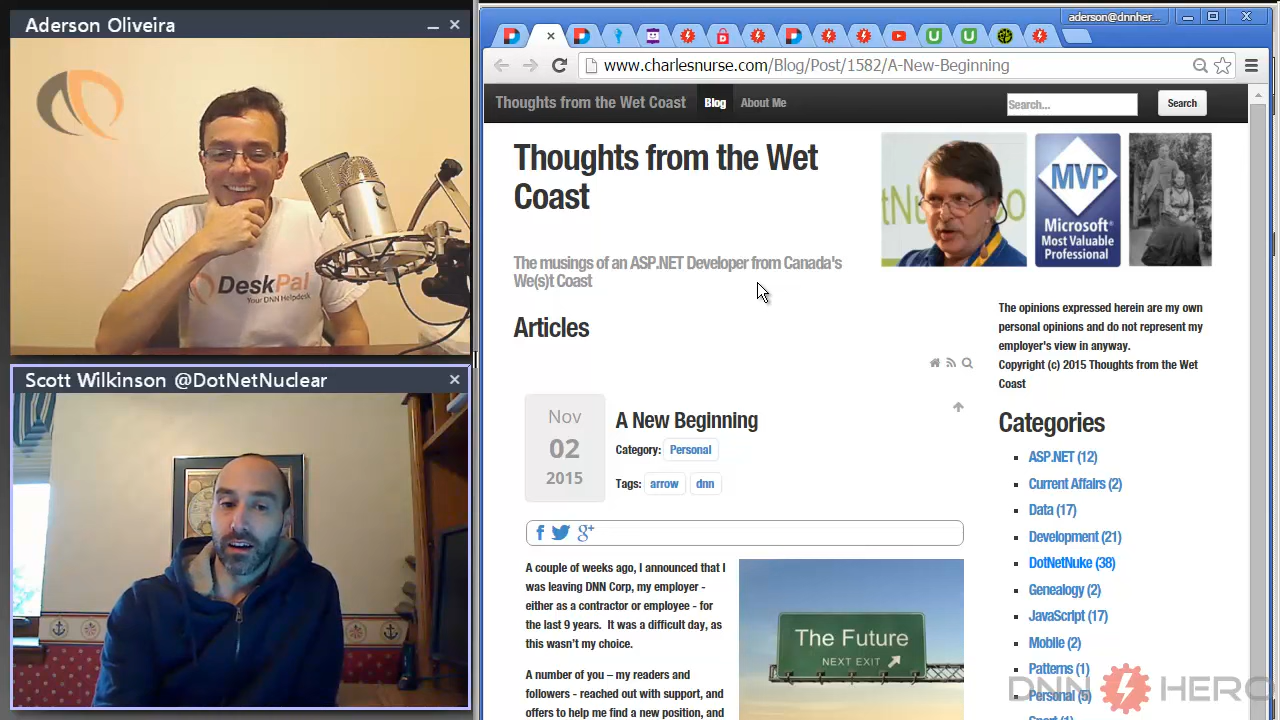 Aderson Oliveira
DeskPal
Your DNN Helpdesk
Scott Wilkinson @DotNetNuclear
aderson@dnnher...
www.charlesnurse.com/Blog/Post/1582/A-New-Beginning
Thoughts from the Wet Coast
Blog
About Me
Search...
Search
Thoughts from the Wet
Coast
The musings of an ASP.NET Developer from Canada's
We(s)t Coast
MVP
Microsoft®
Most Valuable
Professional
Articles
The opinions expressed herein are my own
personal opinions and do not represent my
employer's view in anyway.
Copyright (c) 2015 Thoughts from the Wet
Coast
Nov
02
2015
A New Beginning
Category: Personal
Tags: arrow dnn
A couple of weeks ago, I announced that I
was leaving DNN Corp, my employer -
either as a contractor or employee - for
the last 9 years. It was a difficult day, as
this wasn't my choice.
A number of you – my readers and
followers - reached out with support, and
offers to help me find a new position, and
The Future
NEXT EXIT
Categories
ASP.NET (12)
Current Affairs (2)
Data (17)
Development (21)
DotNetNuke (38)
Genealogy (2)
JavaScript (17)
Mobile (2)
Patterns (1)
Personal (5)
Sport (1)
DNN HERO